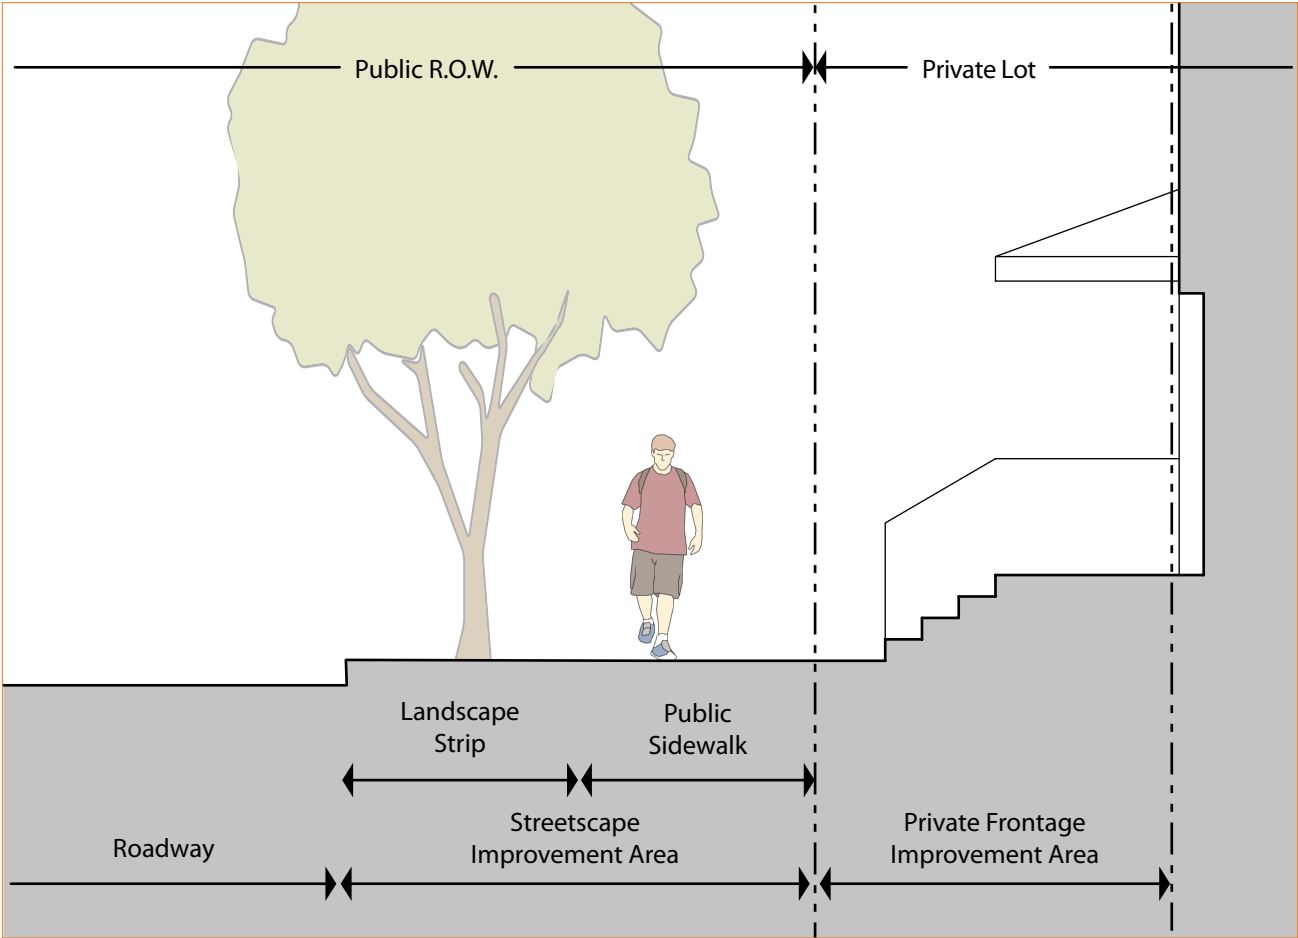 Public R.O.W.
Private Lot
Landscape
Strip
Public
Sidewalk
Roadway
Streetscape
Improvement Area
Private Frontage
Improvement Area